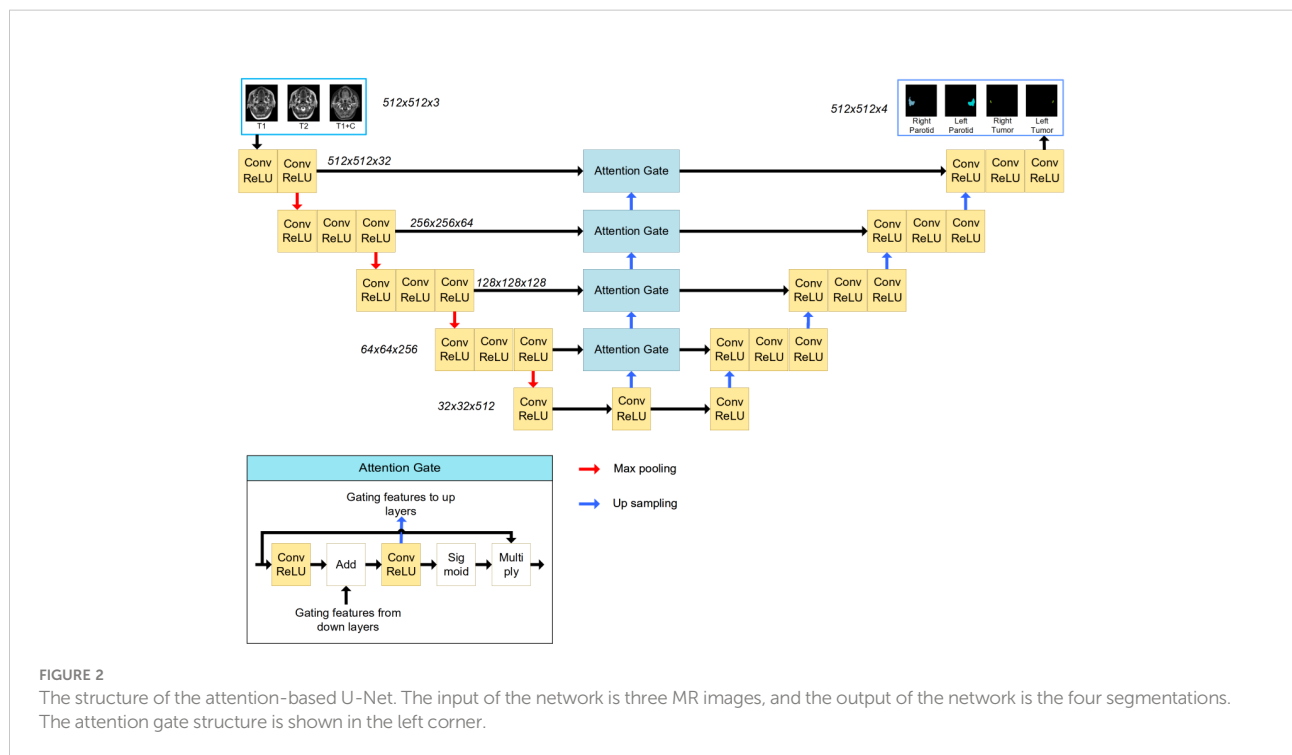 512x512x3
T1 T2 T1+C
512x512x4
Right Parotid
Left Parotid
Right Tumor
Left Tumor
Conv ReLU
Conv ReLU
512x512x32
Attention Gate
Conv ReLU
Conv ReLU
Conv ReLU
Conv ReLU
Conv ReLU
Conv ReLU
256x256x64
Attention Gate
Conv ReLU
Conv ReLU
Conv ReLU
Conv ReLU
Conv ReLU
Conv ReLU
128x128x128
Attention Gate
Conv ReLU
Conv ReLU
Conv ReLU
64x64x256
Conv ReLU
Conv ReLU
Conv ReLU
Attention Gate
Conv ReLU
Conv ReLU
Conv ReLU
32x32x512
Conv ReLU
Conv ReLU
Conv ReLU
Attention Gate
Gating features to up
layers
Conv ReLU
Add
Conv ReLU
Sig moid
Multi ply
Gating features from
down layers
Max pooling
Up sampling
FIGURE 2
The structure of the attention-based U-Net. The input of the network is three MR images, and the output of the network is the four segmentations.
The attention gate structure is shown in the left corner.